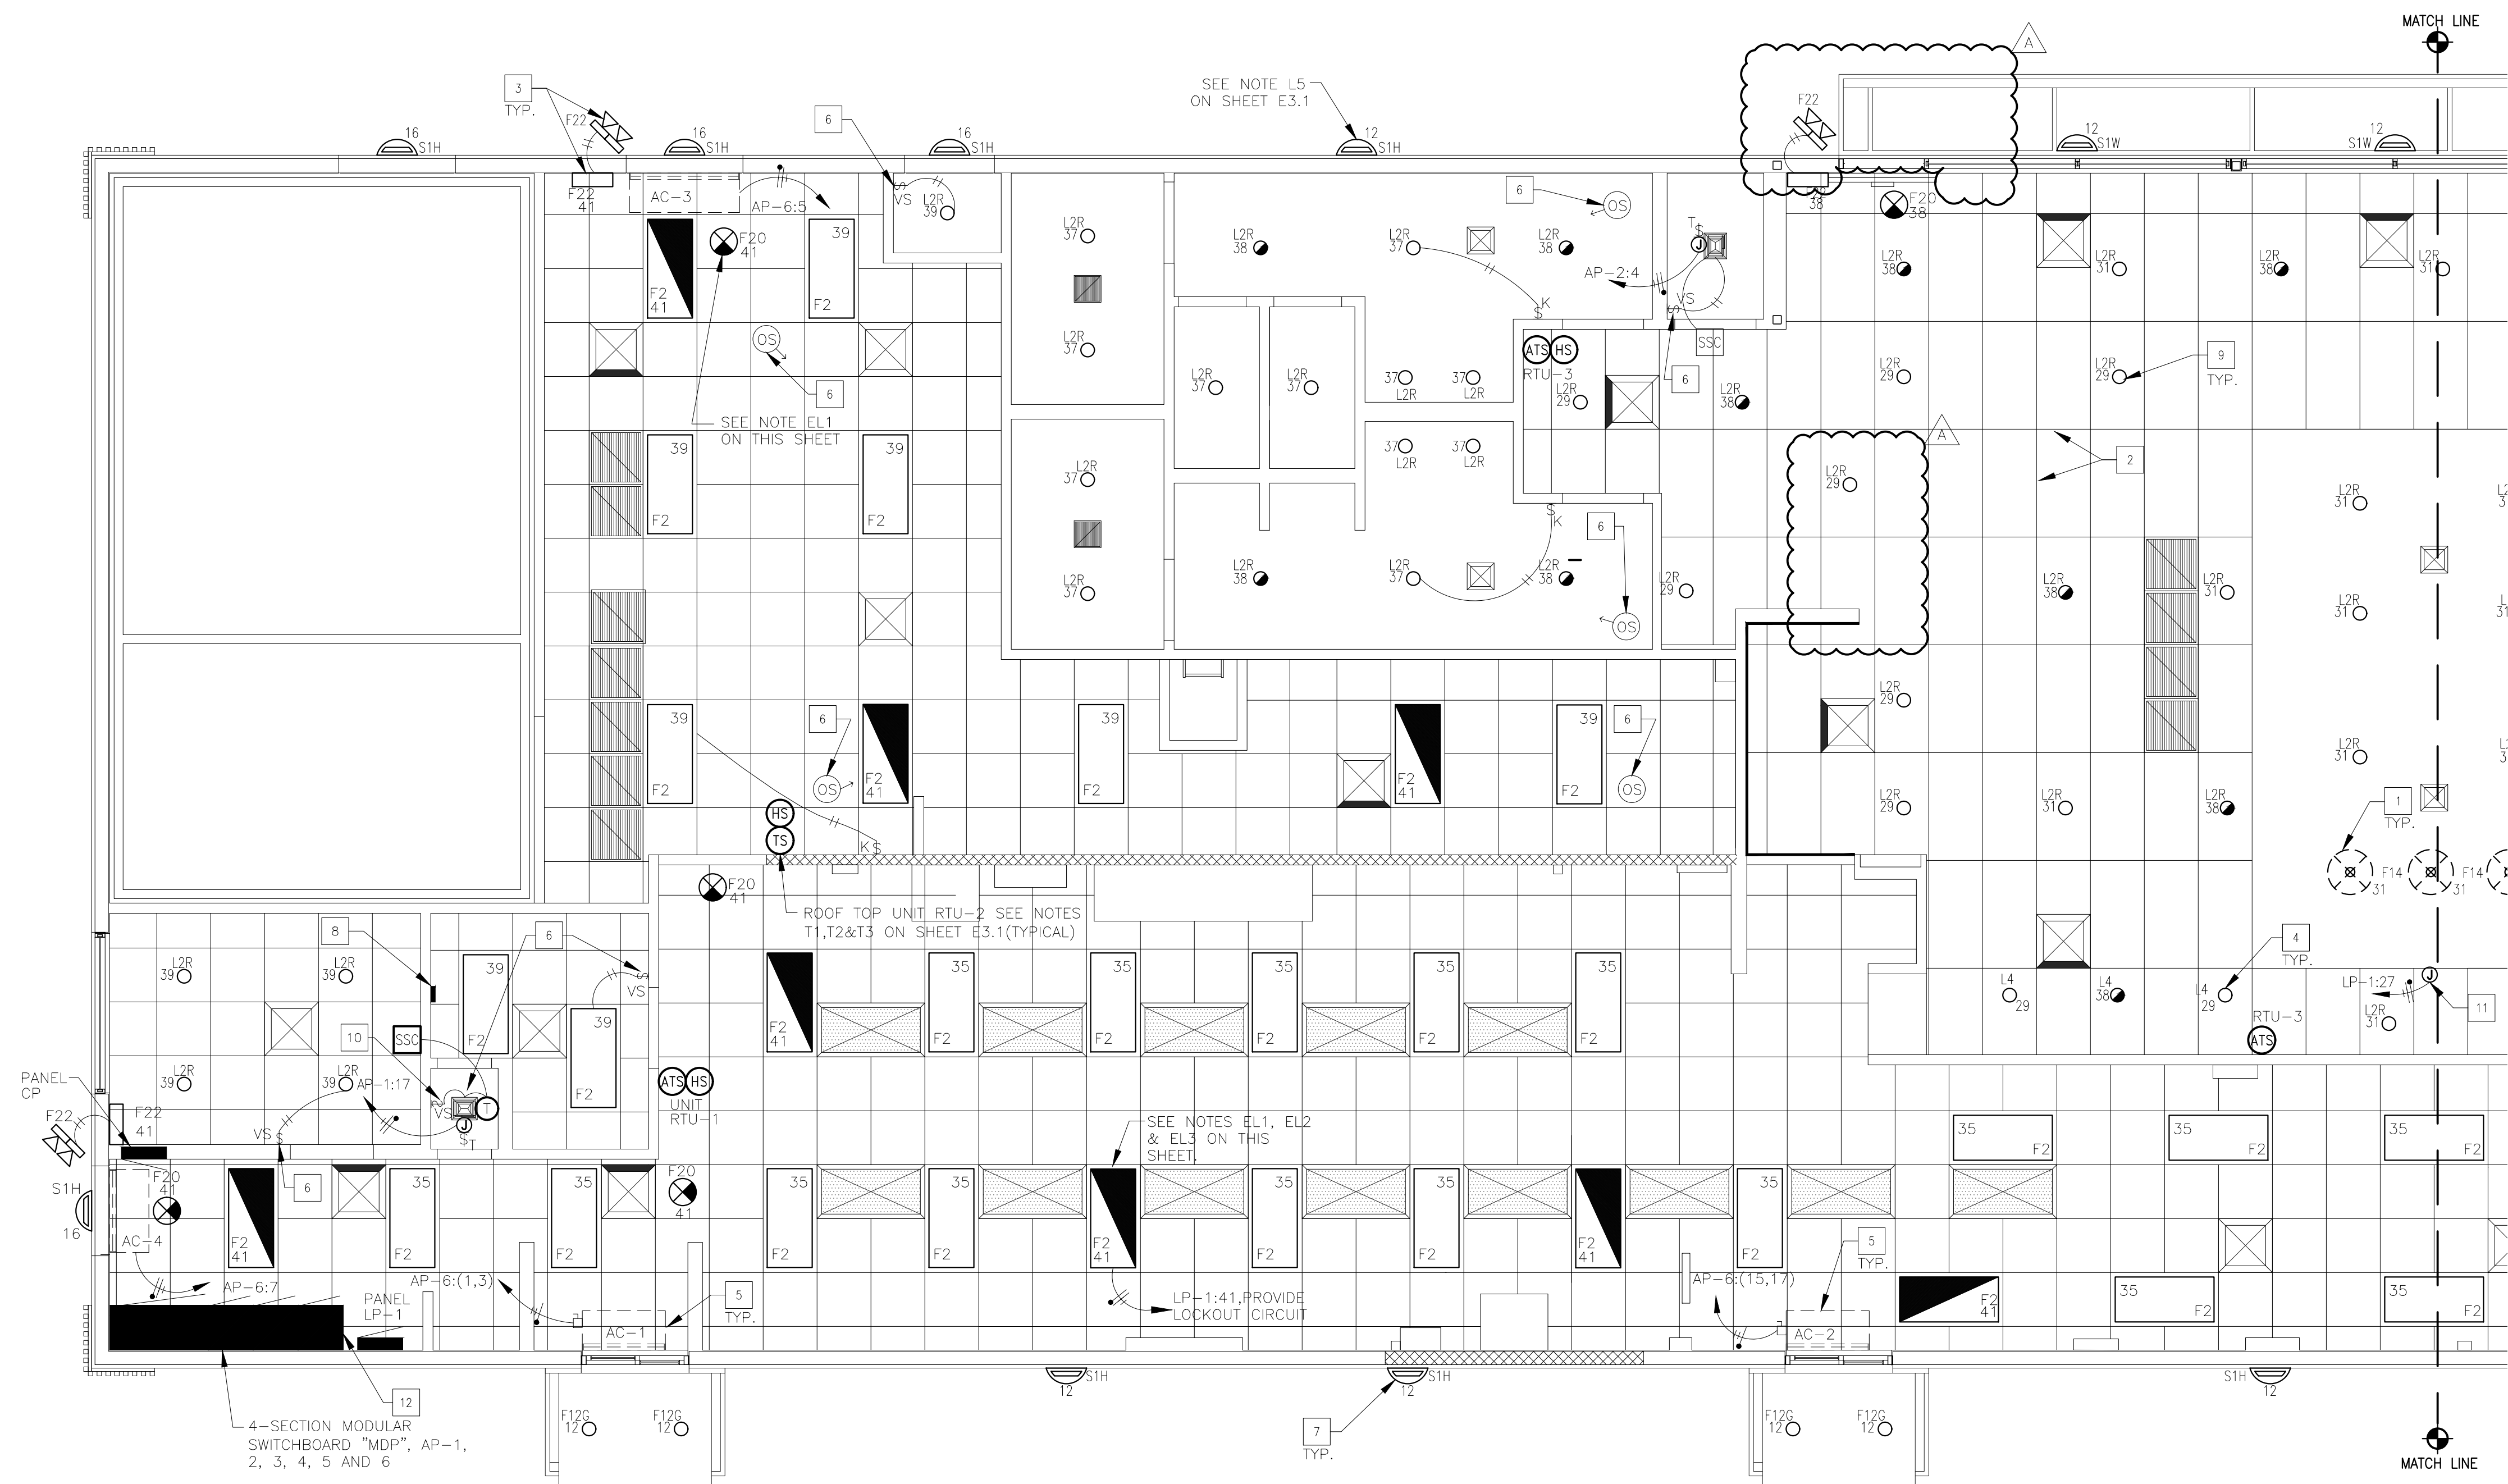 MATCH LINE
A
3
TYP.
F22
16
S1H
6
16
S1H
16
S1H
SEE NOTE L5
ON SHEET E3.1
12
S1H
F22
12
S1W
12
S1W
F22
41
AC-3
AP-6:5
VS
L2R
39
L2R
37
L2R
38
L2R
37
L2R
38
6
OS
T
$
J
AP-2:4
VS
SSC
6
38
F20
38
F2
41
F20
41
39
F2
OS
6
SEE NOTE EL1
ON THIS SHEET
L2R
37
L2R
37
L2R
37
37
L2R
37
L2R
K
$
ATS
HS
RTU-3
L2R
29
L2R
38
L2R
38
L2R
31
L2R
38
L2R
31
L2R
29
L2R
29
9
TYP.
39
F2
39
F2
L2R
37
L2R
37
37
L2R
37
L2R
$
K
6
OS
L2R
38
L2R
37
L2R
38
L2R
29
L2R
29
A
2
L2R
31
L2R
38
L2R
31
L2R
31
39
F2
6
OS
F2
41
39
F2
F2
41
39
F2
6
OS
L2R
29
L2R
29
L2R
31
L2R
38
L2R
31
1
TYP.
F14
31
F14
31
HS
TS
K
$
F20
41
ROOF TOP UNIT RTU-2 SEE NOTES
T1,T2&T3 ON SHEET E3.1(TYPICAL)
8
6
L2R
39
L2R
39
39
F2
VS
39
F2
F2
41
35
F2
35
F2
35
F2
35
F2
35
F2
4
TYP.
L4
29
L4
38
L4
29
LP-1:27
J
11
L2R
31
RTU-3
ATS
10
SSC
L2R
39
L2R
39
AP-1:17
VS
T
J
$
T
ATS
HS
UNIT
RTU-1
PANEL
CP
F22
F22
41
VS
$
SEE NOTES EL1, EL2
& EL3 ON THIS
SHEET.
35
F2
35
F2
35
F2
S1H
16
F20
41
AC-4
F2
41
35
F2
6
35
F2
F20
41
35
F2
35
F2
F2
41
35
F2
35
F2
F2
41
35
F2
AP-6:7
PANEL
LP-1
AP-6:(1,3)
AC-1
5
TYP.
LP-1:41,PROVIDE
LOCKOUT CIRCUIT
AP-6:(15,17)
AC-2
5
TYP.
F2
41
35
F2
35
F2
12
4-SECTION MODULAR
SWITCHBOARD "MDP", AP-1,
2, 3, 4, 5 AND 6
F12G
12
F12G
12
S1H
12
S1H
12
7
TYP.
F12G
12
F12G
12
S1H
12
MATCH LINE